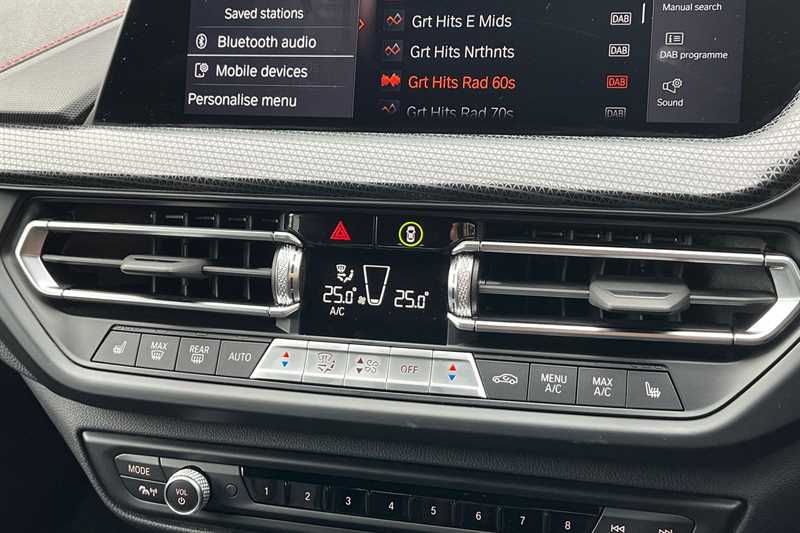 Saved stations
Bluetooth audio
Mobile devices
Personalise menu
Grt Hits E Mids
DAB
Grt Hits Nrthnts
DAB
Grt Hits Rad 60s
DAB
Grt Hits Rad 70s
DAB
Manual search
DAB programme
Sound
25.0°
25.0°
A/C
MAX
REAR
AUTO
OFF
MENU
A/C
MAX
A/C
MODE
VOL
1
2
3
4
5
6
7
8